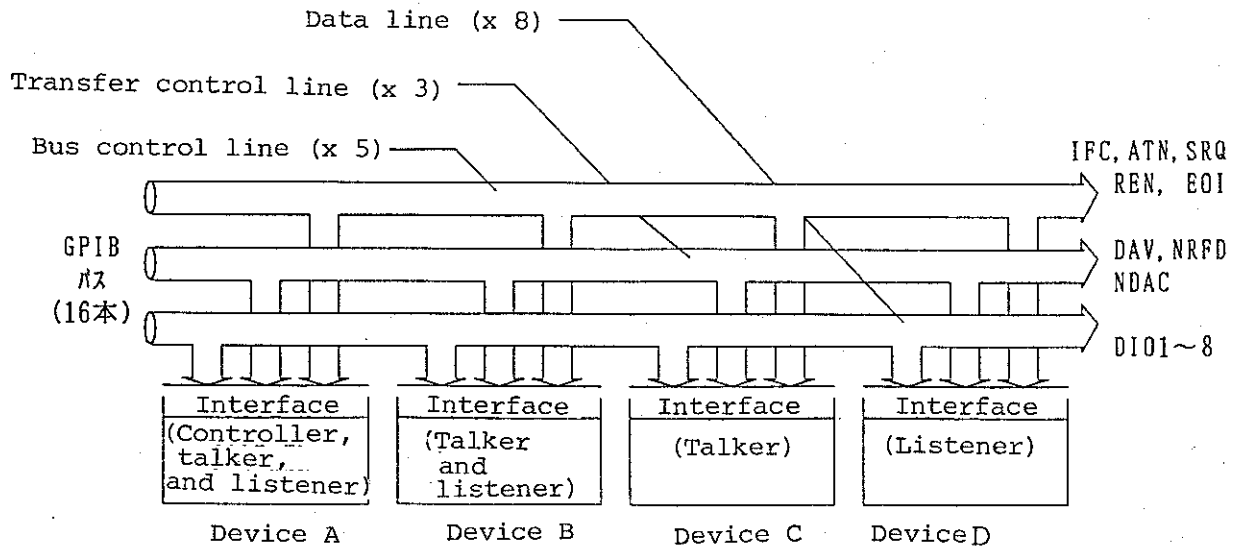 Data line (x 8)
Transfer control line (x 3)
Bus control line (x 5)
IFC, ATN, SRQ
REN, EOI
GPIB
バス
(16本)
DAV, NRFD
NDAC
DIO1～8
Interface
(Controller,
talker,
and listener)
Device A
Interface
(Talker
and
listener)
Device B
Interface
(Talker)
Device C
Interface
(Listener)
Device D